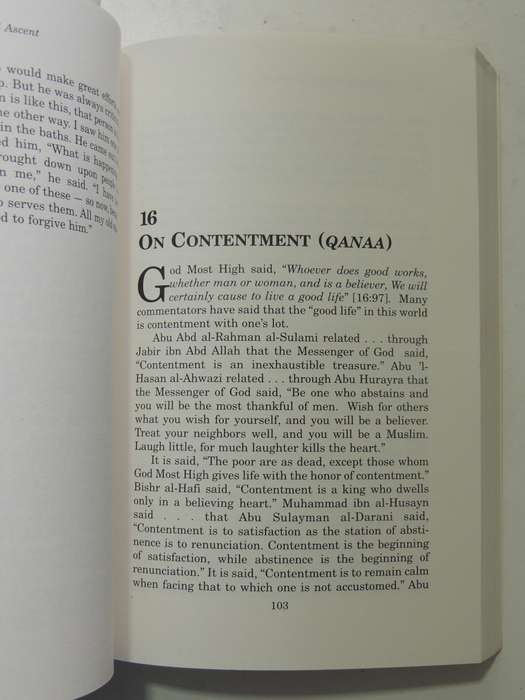 Ascent
would make great efforts
But he was always
n is like this, that person
e other way. I saw him
in the baths. He came
ed him, "What is
rought down upon people
n me," he said. "I
one of these — so now,
serves them. All my old
d to forgive him."
16
ON CONTENTMENT (QANAA)
God Most High said, "Whoever does good works,
whether man or woman, and is a believer, We will
certainly cause to live a good life" [16:97]. Many
commentators have said that the "good life" in this world
is contentment with one's lot.
Abu Abd al-Rahman al-Sulami related . . . through
Jabir ibn Abd Allah that the Messenger of God said,
"Contentment is an inexhaustible treasure." Abu 'l-
Hasan al-Ahwazi related . . . through Abu Hurayra that
the Messenger of God said, "Be one who abstains and
you will be the most thankful of men. Wish for others
what you wish for yourself, and you will be a believer.
Treat your neighbors well, and you will be a Muslim.
Laugh little, for much laughter kills the heart."
It is said, "The poor are as dead, except those whom
God Most High gives life with the honor of contentment."
Bishr al-Hafi said, "Contentment is a king who dwells
only in a believing heart." Muhammad ibn al-Husayn
said . . . that Abu Sulayman al-Darani said,
"Contentment is to satisfaction as the station of absti-
nence is to renunciation. Contentment is the beginning
of satisfaction, while abstinence is the beginning of
renunciation." It is said, "Contentment is to remain calm
when facing that to which one is not accustomed." Abu
103